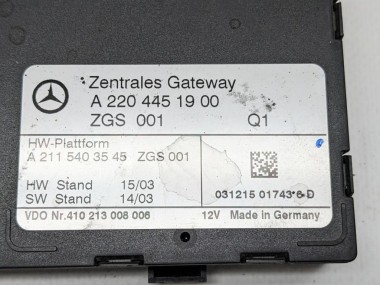 Zentrales Gateway
A 220 445 19 00
ZGS 001 Q1
HW-Plattform
A 211 540 35 45 ZGS 001
HW Stand 15/03
SW Stand 14/03
031215 01743*6-D
VDO Nr.410 213 008 006 12V Made in Germany